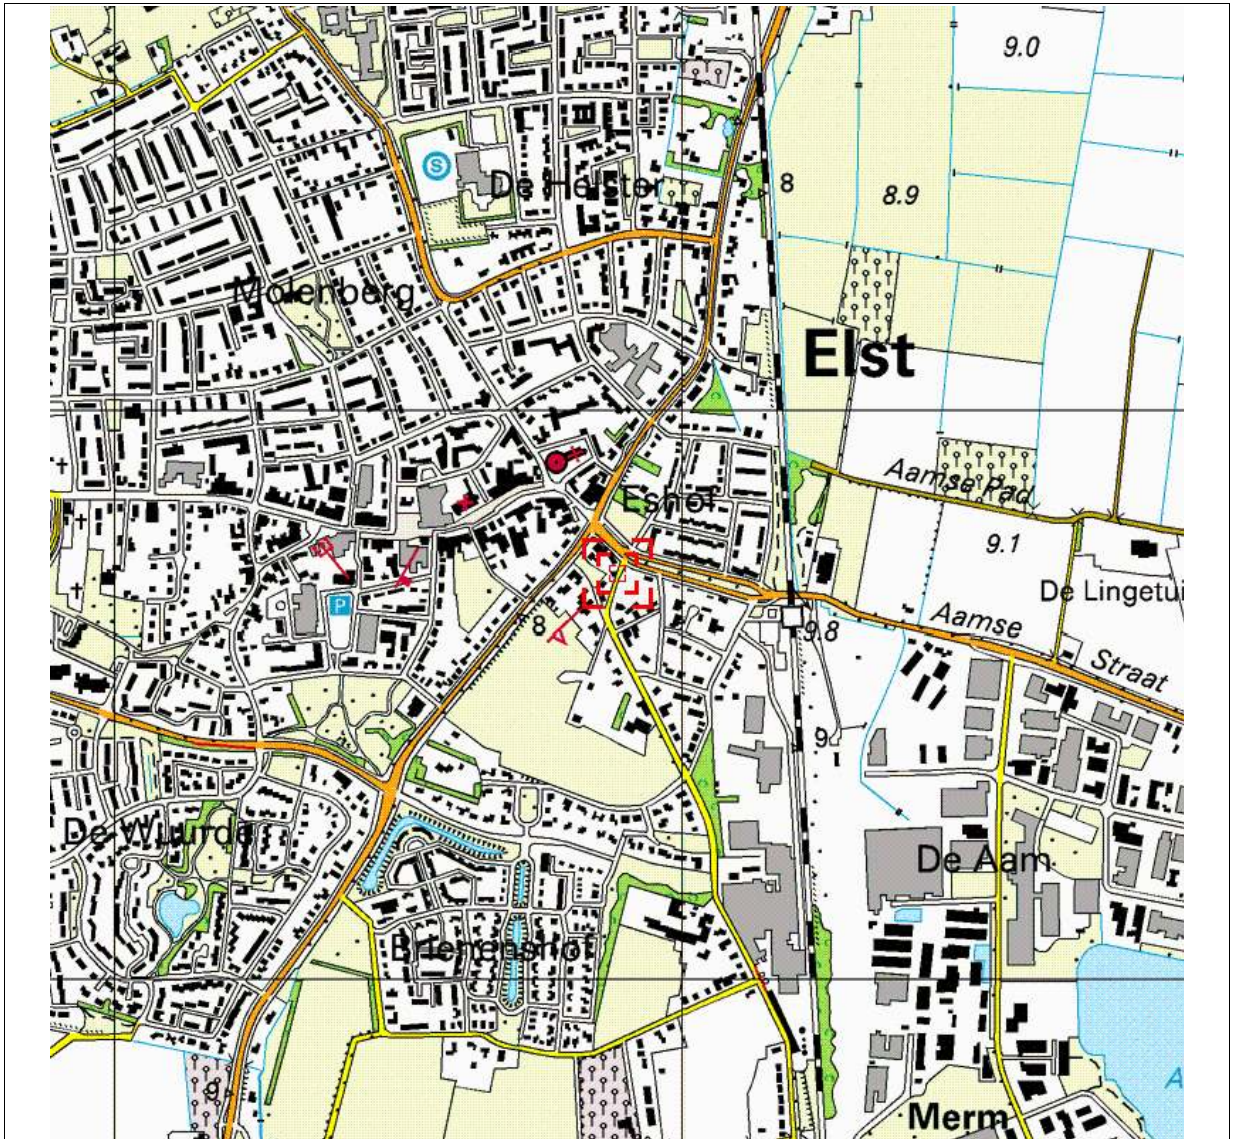 9.0
S
De Helster
8
8.9
Molenberg
Elst
Aamse Pad
Eshof
9.1
De Lingetui
P
8
9.8
Aamse
Straat
9
De Wuurde
De Aam
Brienenshof
9
A
Merm